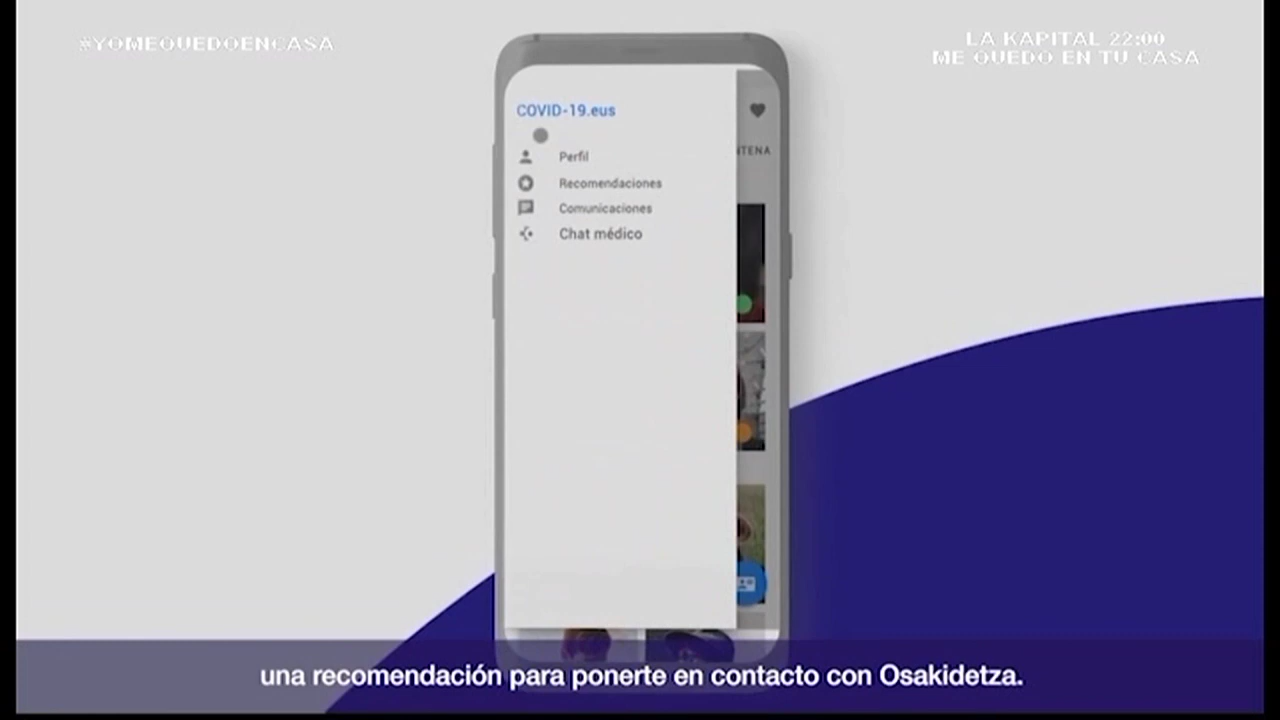 #YOMEQUEDOENCASA
LA KAPITAL 22:00
ME QUEDO EN TU CASA
COVID-19.eus
NTENA
Perfil
Recomendaciones
Comunicaciones
Chat médico
una recomendación para ponerte en contacto con Osakidetza.